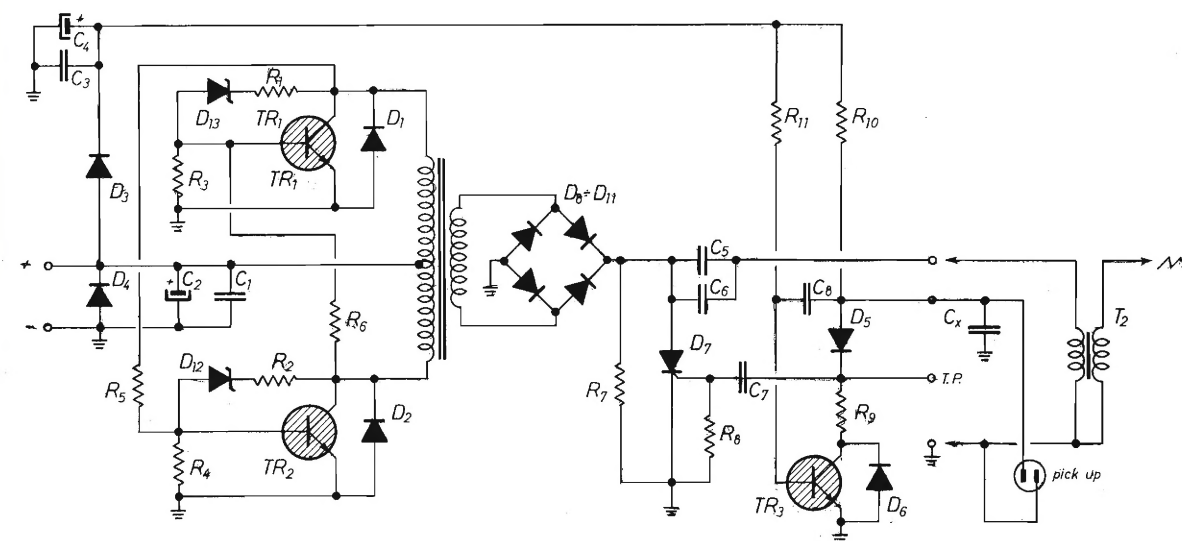 +
C4
C3
R1
D13
TR1
D1
R11
R10
R3
TR1
D3
D8÷D11
+
C5
D4
+
C2
C1
C6
C8
D5
Cx
T2
-
R6
D12
R2
D7
R5
R7
C7
T.P.
D2
R8
R9
R4
TR2
pick up
TR3
D6